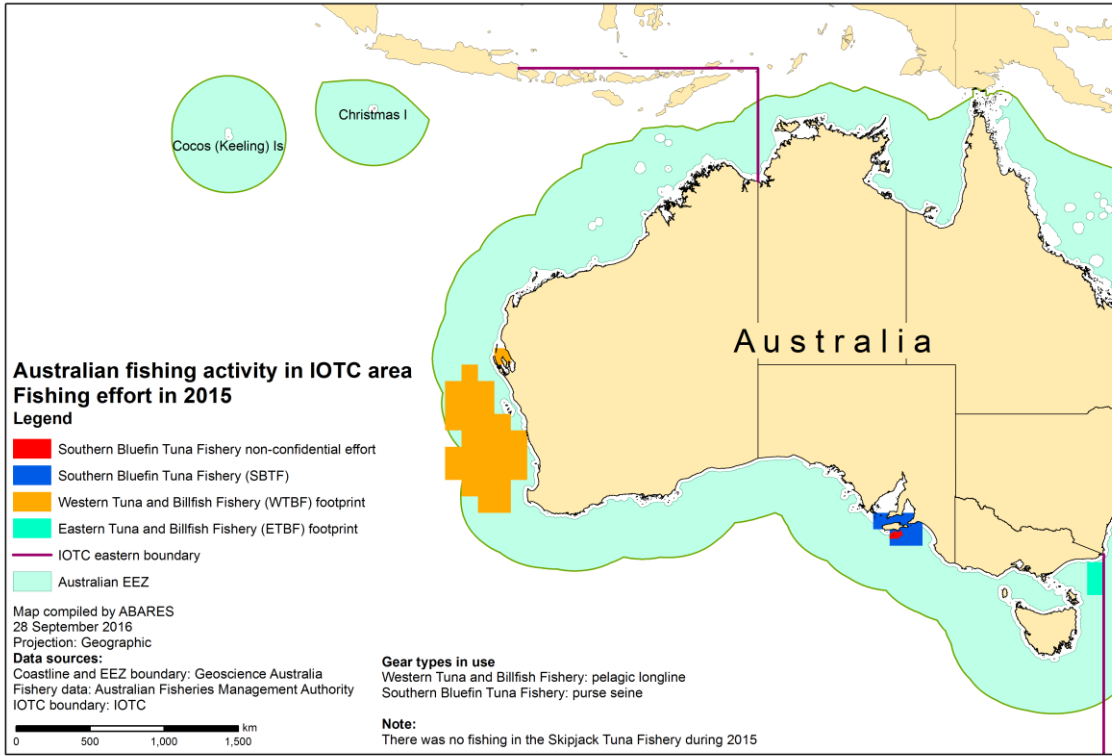 Cocos (Keeling) Is
Christmas I
Australia
Australian fishing activity in IOTC area
Fishing effort in 2015
Legend
Southern Bluefin Tuna Fishery non-confidential effort
Southern Bluefin Tuna Fishery (SBTF)
Western Tuna and Billfish Fishery (WTBF) footprint
Eastern Tuna and Billfish Fishery (ETBF) footprint
IOTC eastern boundary
Australian EEZ
Map compiled by ABARES
28 September 2016
Projection: Geographic
Data sources:
Coastline and EEZ boundary: Geoscience Australia
Fishery data: Australian Fisheries Management Authority
IOTC boundary: IOTC
km
0 500 1,000 1,500
Gear types in use
Western Tuna and Billfish Fishery: pelagic longline
Southern Bluefin Tuna Fishery: purse seine
Note:
There was no fishing in the Skipjack Tuna Fishery during 2015